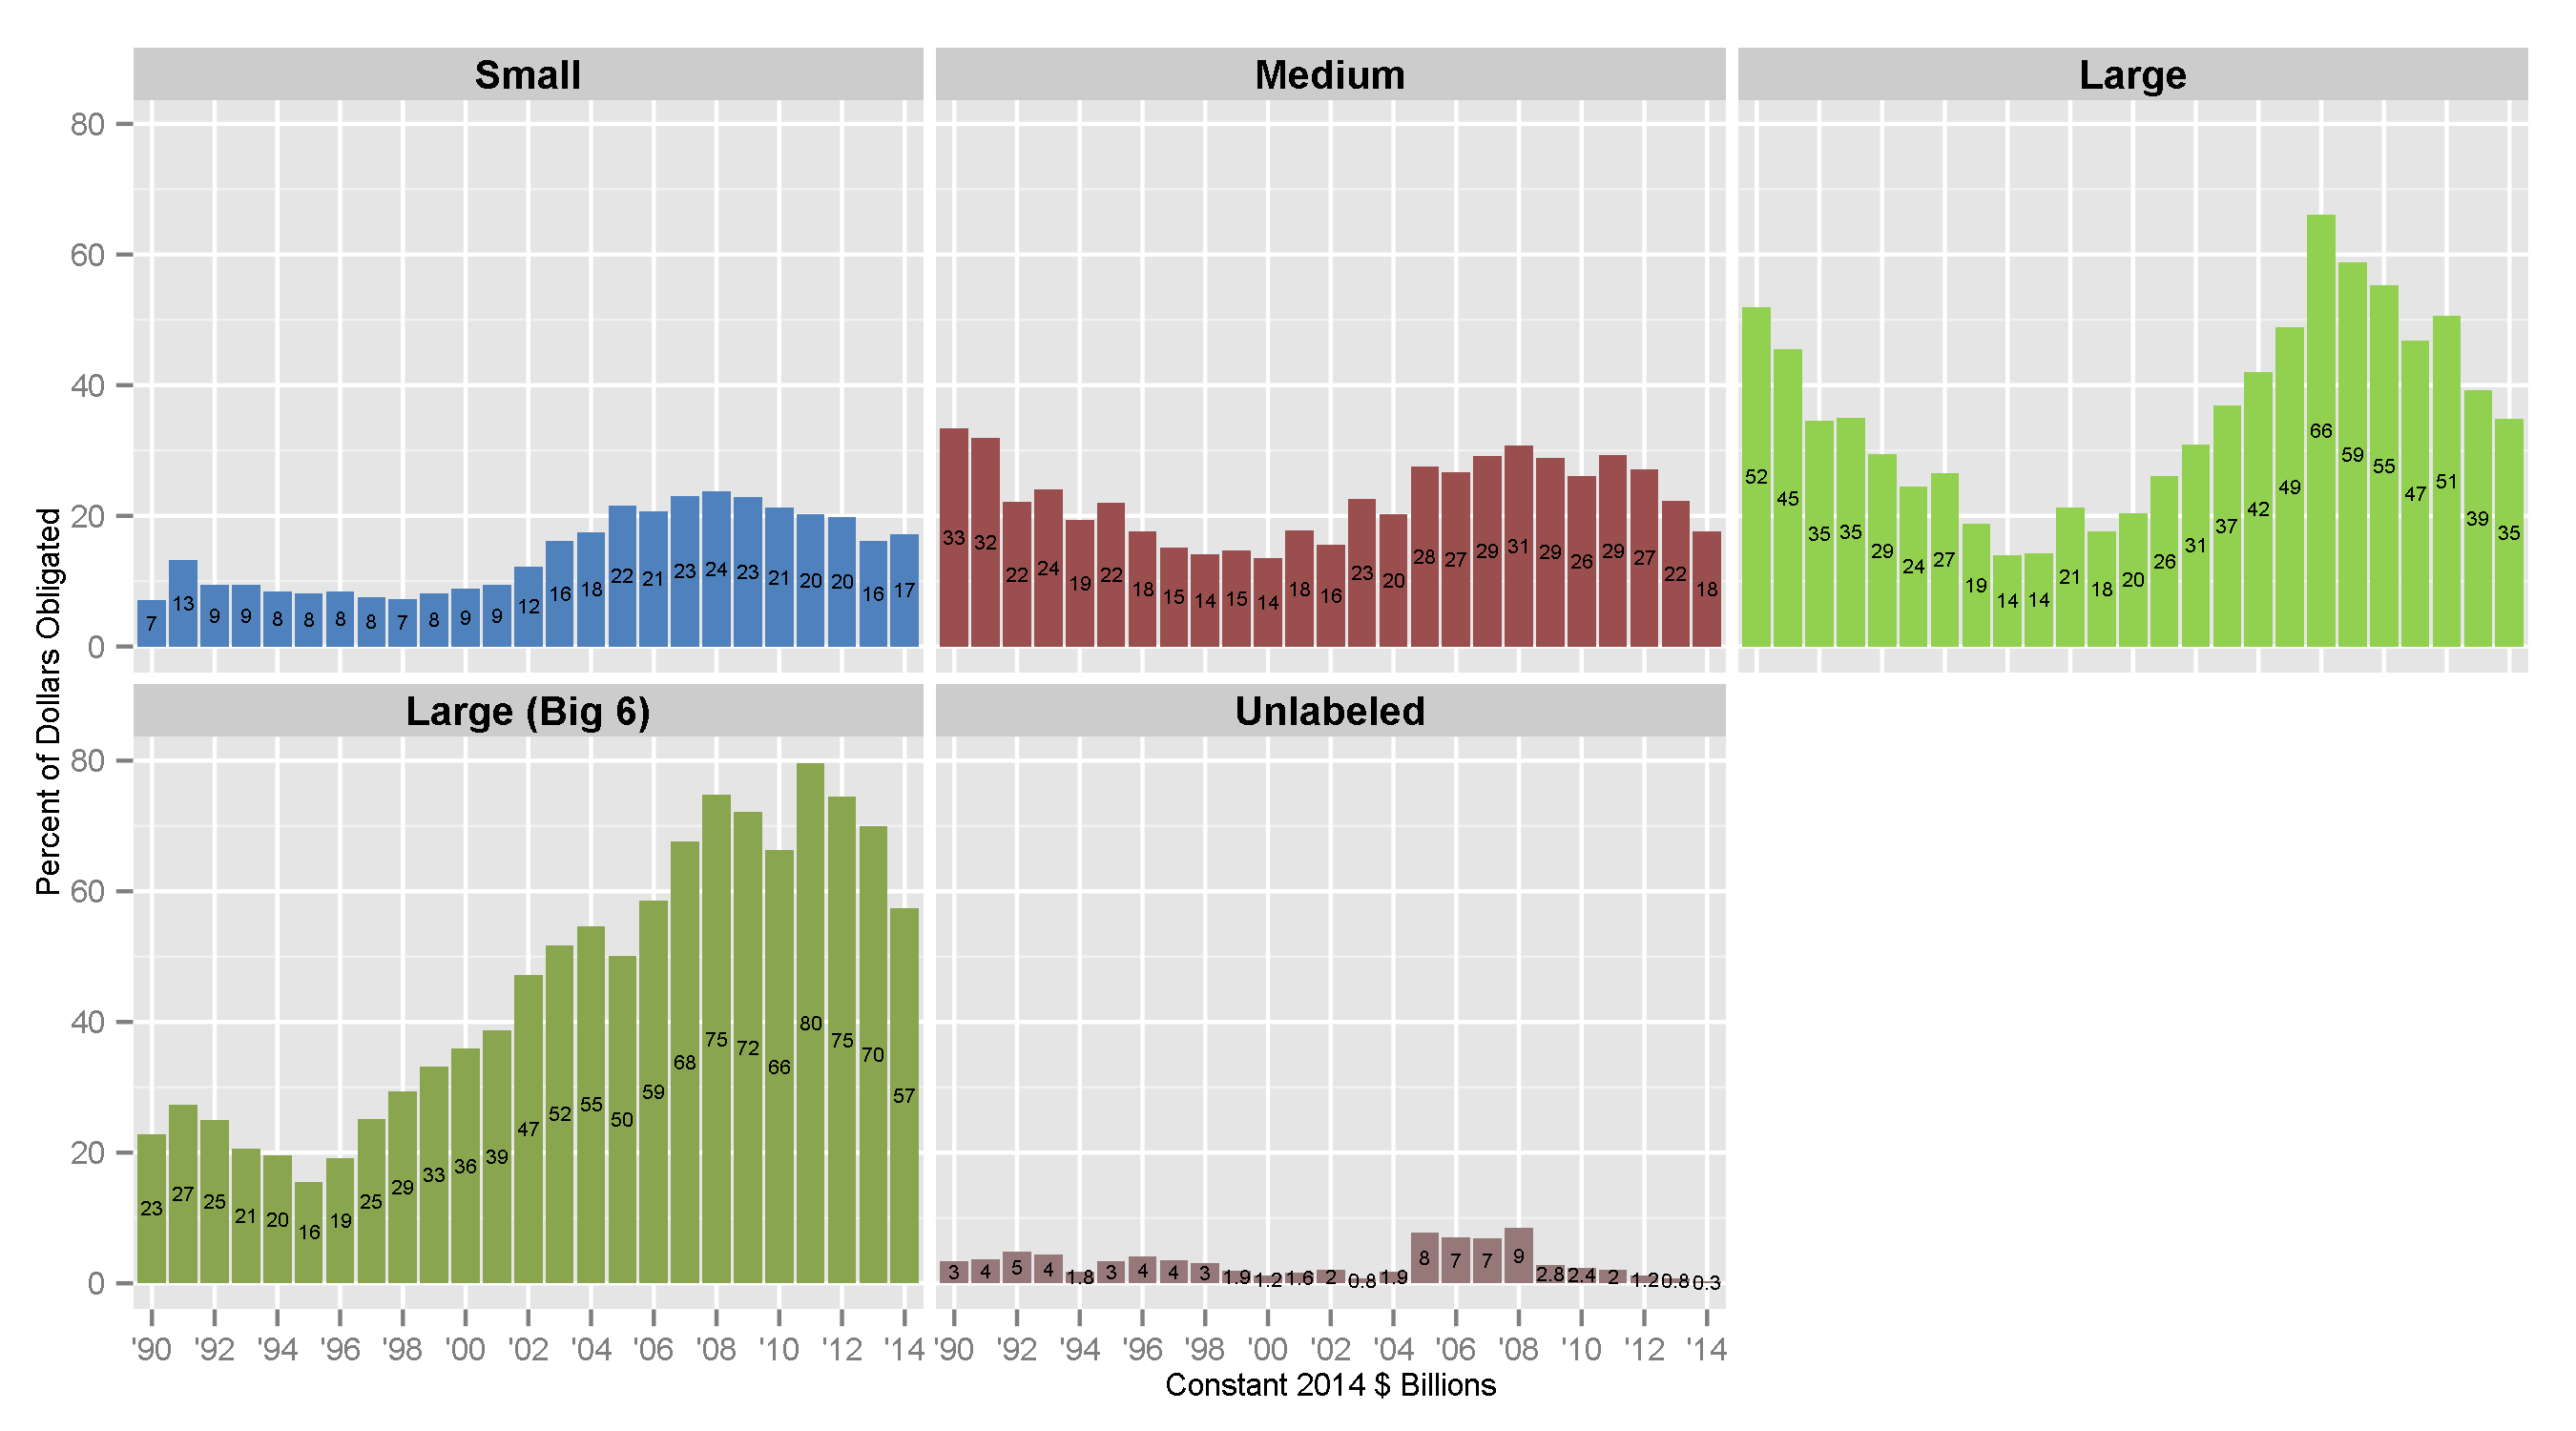 Small
Medium
Large
80
60
40
20
0
7 13 9 9 8 8 8 8 7 8 9 9 12 16 18 22 21 23 24 23 21 20 20 16 17
33 32 22 24 19 22 18 15 14 15 14 18 16 23 20 28 27 29 31 29 26 29 27 22 18
52 45 35 35 29 24 27 19 14 14 21 18 20 26 31 37 42 49 66 59 55 47 51 39 35
Percent of Dollars Obligated
Large (Big 6)
Unlabeled
80
60
40
20
0
23 27 25 21 20 16 19 25 29 33 36 39 47 52 55 50 59 68 75 72 66 80 75 70 57
3 4 5 4 1.8 3 4 4 3 1.9 1.2 1.6 2 0.8 1.9 8 7 7 9 2.8 2.4 2 1.2 0.8 0.3
'90 '92 '94 '96 '98 '00 '02 '04 '06 '08 '10 '12 '14
'90 '92 '94 '96 '98 '00 '02 '04 '06 '08 '10 '12 '14
Constant 2014 $ Billions